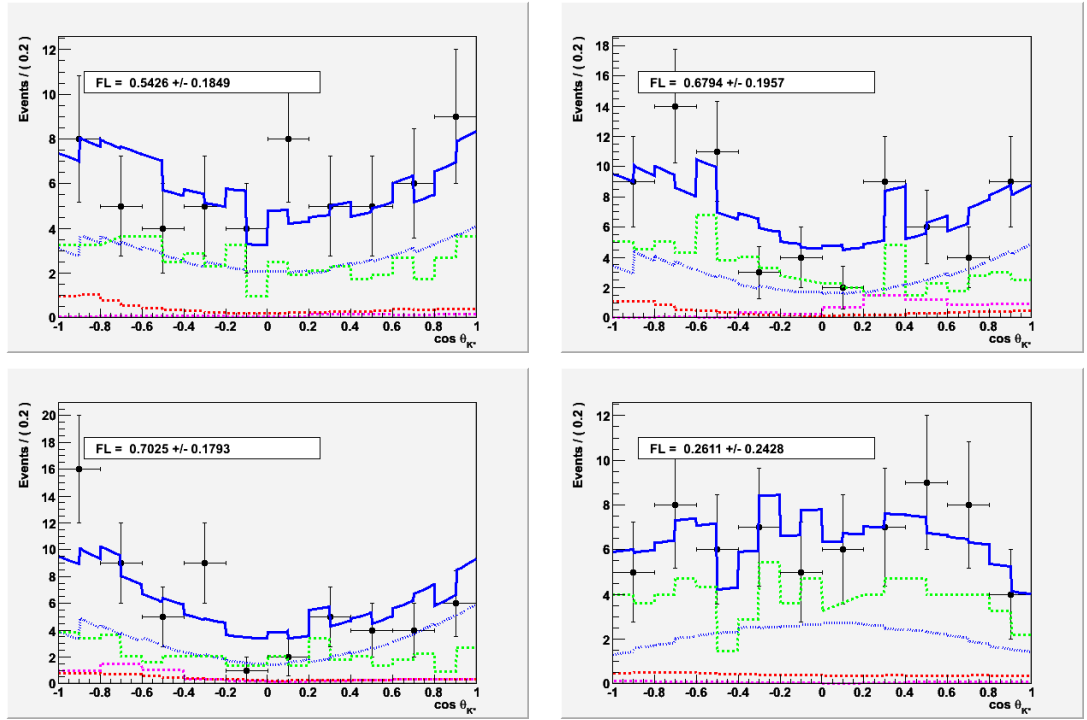 Events / ( 0.2 )
12
10
8
6
4
2
0
FL = 0.5426 +/- 0.1849
-1 -0.8 -0.6 -0.4 -0.2 0 0.2 0.4 0.6 0.8 1
cos θK*
Events / ( 0.2 )
18
16
14
12
10
8
6
4
2
0
FL = 0.6794 +/- 0.1957
-1 -0.8 -0.6 -0.4 -0.2 0 0.2 0.4 0.6 0.8 1
cos θK*
Events / ( 0.2 )
20
18
16
14
12
10
8
6
4
2
0
FL = 0.7025 +/- 0.1793
-1 -0.8 -0.6 -0.4 -0.2 0 0.2 0.4 0.6 0.8 1
cos θK*
Events / ( 0.2 )
12
10
8
6
4
2
0
FL = 0.2611 +/- 0.2428
-1 -0.8 -0.6 -0.4 -0.2 0 0.2 0.4 0.6 0.8 1
cos θK*